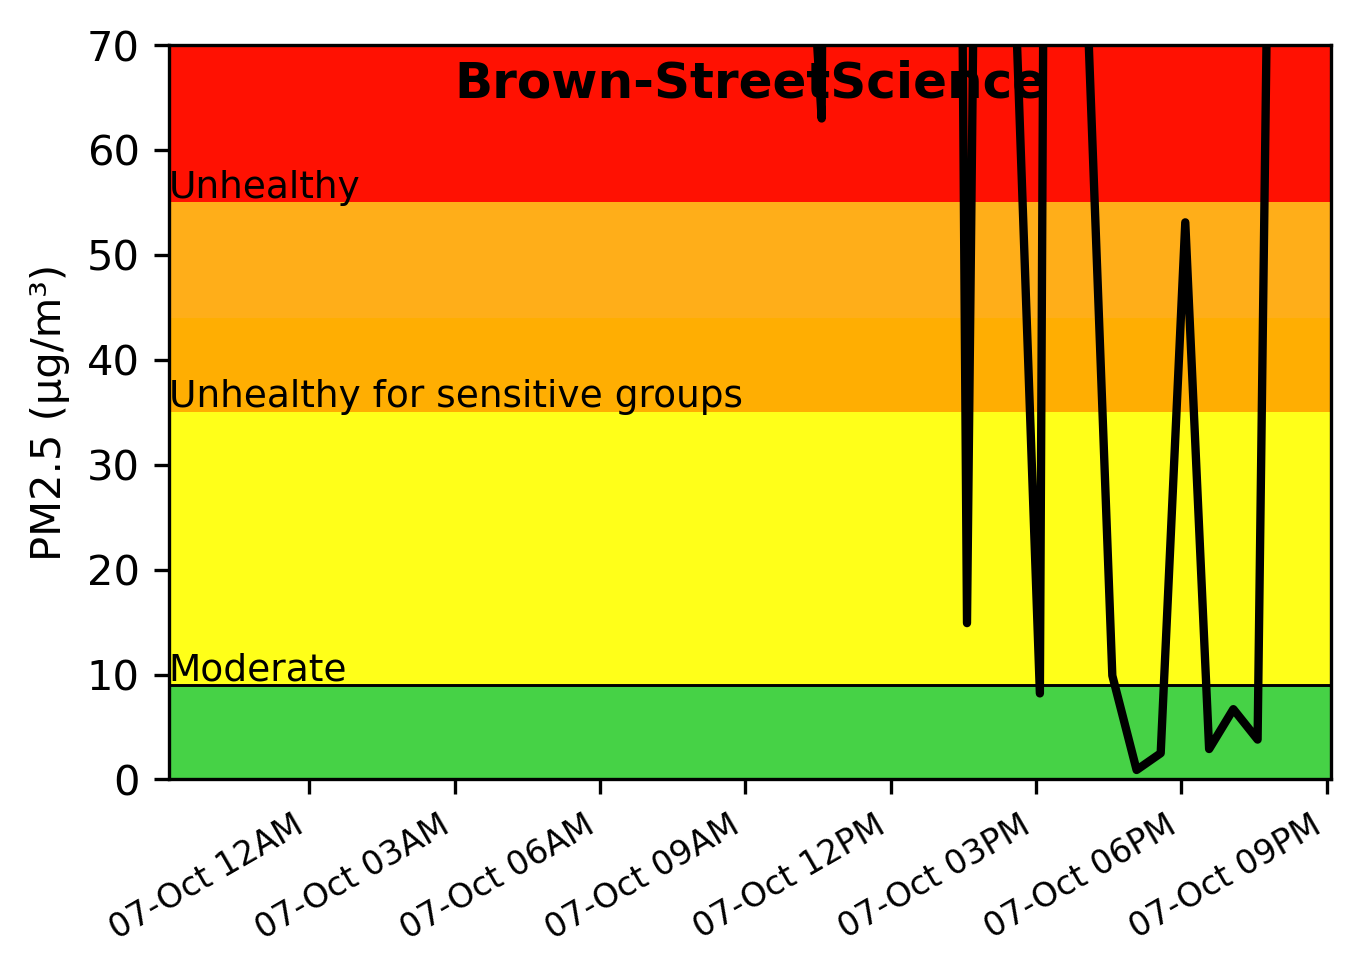 Brown-StreetScience
70
60
50
40
30
20
10
0
PM2.5 (µg/m³)
Unhealthy
Unhealthy for sensitive groups
Moderate
07-Oct 12AM
07-Oct 03AM
07-Oct 06AM
07-Oct 09AM
07-Oct 12PM
07-Oct 03PM
07-Oct 06PM
07-Oct 09PM